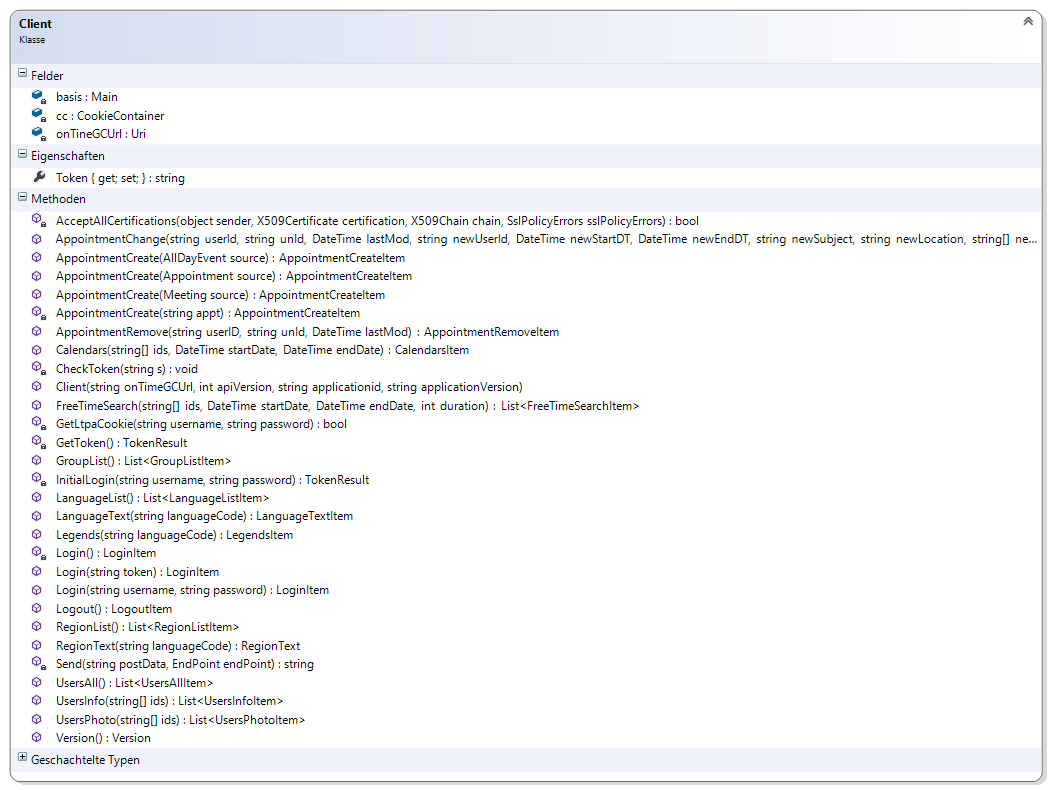 Client
Klasse
Felder
basis : Main
cc : CookieContainer
onTineGCUrl : Uri
Eigenschaften
Token { get; set; } : string
Methoden
AcceptAllCertifications(object sender, X509Certificate certification, X509Chain chain, SslPolicyErrors sslPolicyErrors) : bool
AppointmentChange(string userId, string unId, DateTime lastMod, string newUserId, DateTime newStartDT, DateTime newEndDT, string newSubject, string newLocation, string[] ne...
AppointmentCreate(AllDayEvent source) : AppointmentCreateItem
AppointmentCreate(Appointment source) : AppointmentCreateItem
AppointmentCreate(Meeting source) : AppointmentCreateItem
AppointmentCreate(string appt) : AppointmentCreateItem
AppointmentRemove(string userID, string unId, DateTime lastMod) : AppointmentRemoveItem
Calendars(string[] ids, DateTime startDate, DateTime endDate) : CalendarsItem
CheckToken(string s) : void
Client(string onTimeGCUrl, int apiVersion, string applicationid, string applicationVersion)
FreeTimeSearch(string[] ids, DateTime startDate, DateTime endDate, int duration) : List<FreeTimeSearchItem>
GetLtpaCookie(string username, string password) : bool
GetToken() : TokenResult
GroupList() : List<GroupListItem>
InitialLogin(string username, string password) : TokenResult
LanguageList() : List<LanguageListItem>
LanguageText(string languageCode) : LanguageTextItem
Legends(string languageCode) : LegendsItem
Login() : LoginItem
Login(string token) : LoginItem
Login(string username, string password) : LoginItem
Logout() : LogoutItem
RegionList() : List<RegionListItem>
RegionText(string languageCode) : RegionText
Send(string postData, EndPoint endPoint) : string
UsersAll() : List<UsersAllItem>
UsersInfo(string[] ids) : List<UsersInfoItem>
UsersPhoto(string[] ids) : List<UsersPhotoItem>
Version() : Version
Geschachtelte Typen